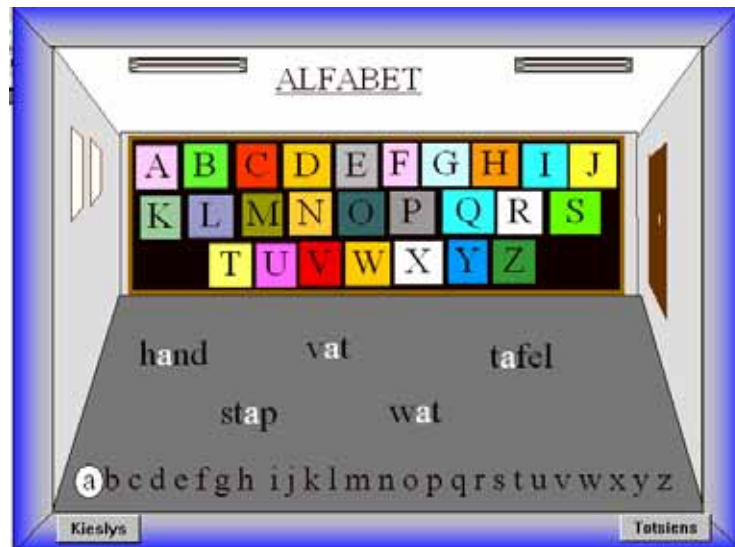 ALFABET
A B C D E F G H I J
K L M N O P Q R S
T U V W X Y Z
hand vat tafel
stap wat
a b c d e f g h i j k l m n o p q r s t u v w x y z
Kieslys Totsiens